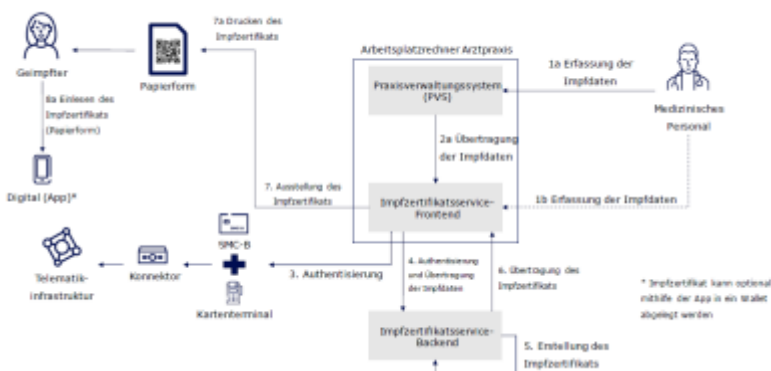 7a Drucken des
Impfzertifikats
Geimpfter
Papierform
8a Einlesen des
Impfzertifikats
(Papierform)
Digital (App)*
Arbeitsplatzrechner Arztpraxis
Praxisverwaltungssystem
(PVS)
1a Erfassung der
Impfdaten
Medizinisches
Personal
2a Übertragung
der Impfdaten
7. Ausstellung des
Impfzertifikats
Impfzertifikatsservice-
Frontend
1b Erfassung der Impfdaten
SMC-B
Telematik-
infrastruktur
Konnektor
Kartenterminal
3. Authentisierung
4. Authentisierung
und Übertragung
der Impfdaten
6. Übertragung des
Impfzertifikats
* Impfzertifikat kann optional
mithilfe der App in ein Wallet
abgelegt werden
Impfzertifikatsservice-
Backend
5. Erstellung des
Impfzertifikats